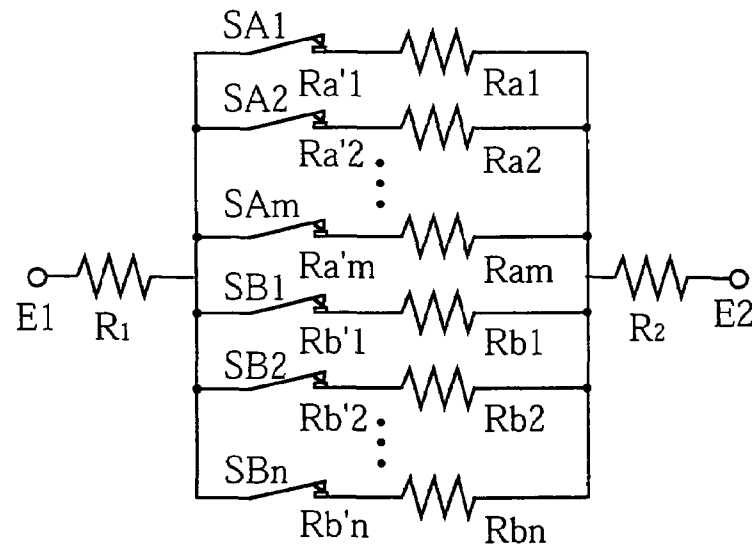 SA1
Ra'1 Ra1
SA2
Ra'2 Ra2
SAm
Ra'm Ram
E1 R1 SB1 R2 E2
Rb'1 Rb1
SB2
Rb'2 Rb2
SBn
Rb'n Rbn